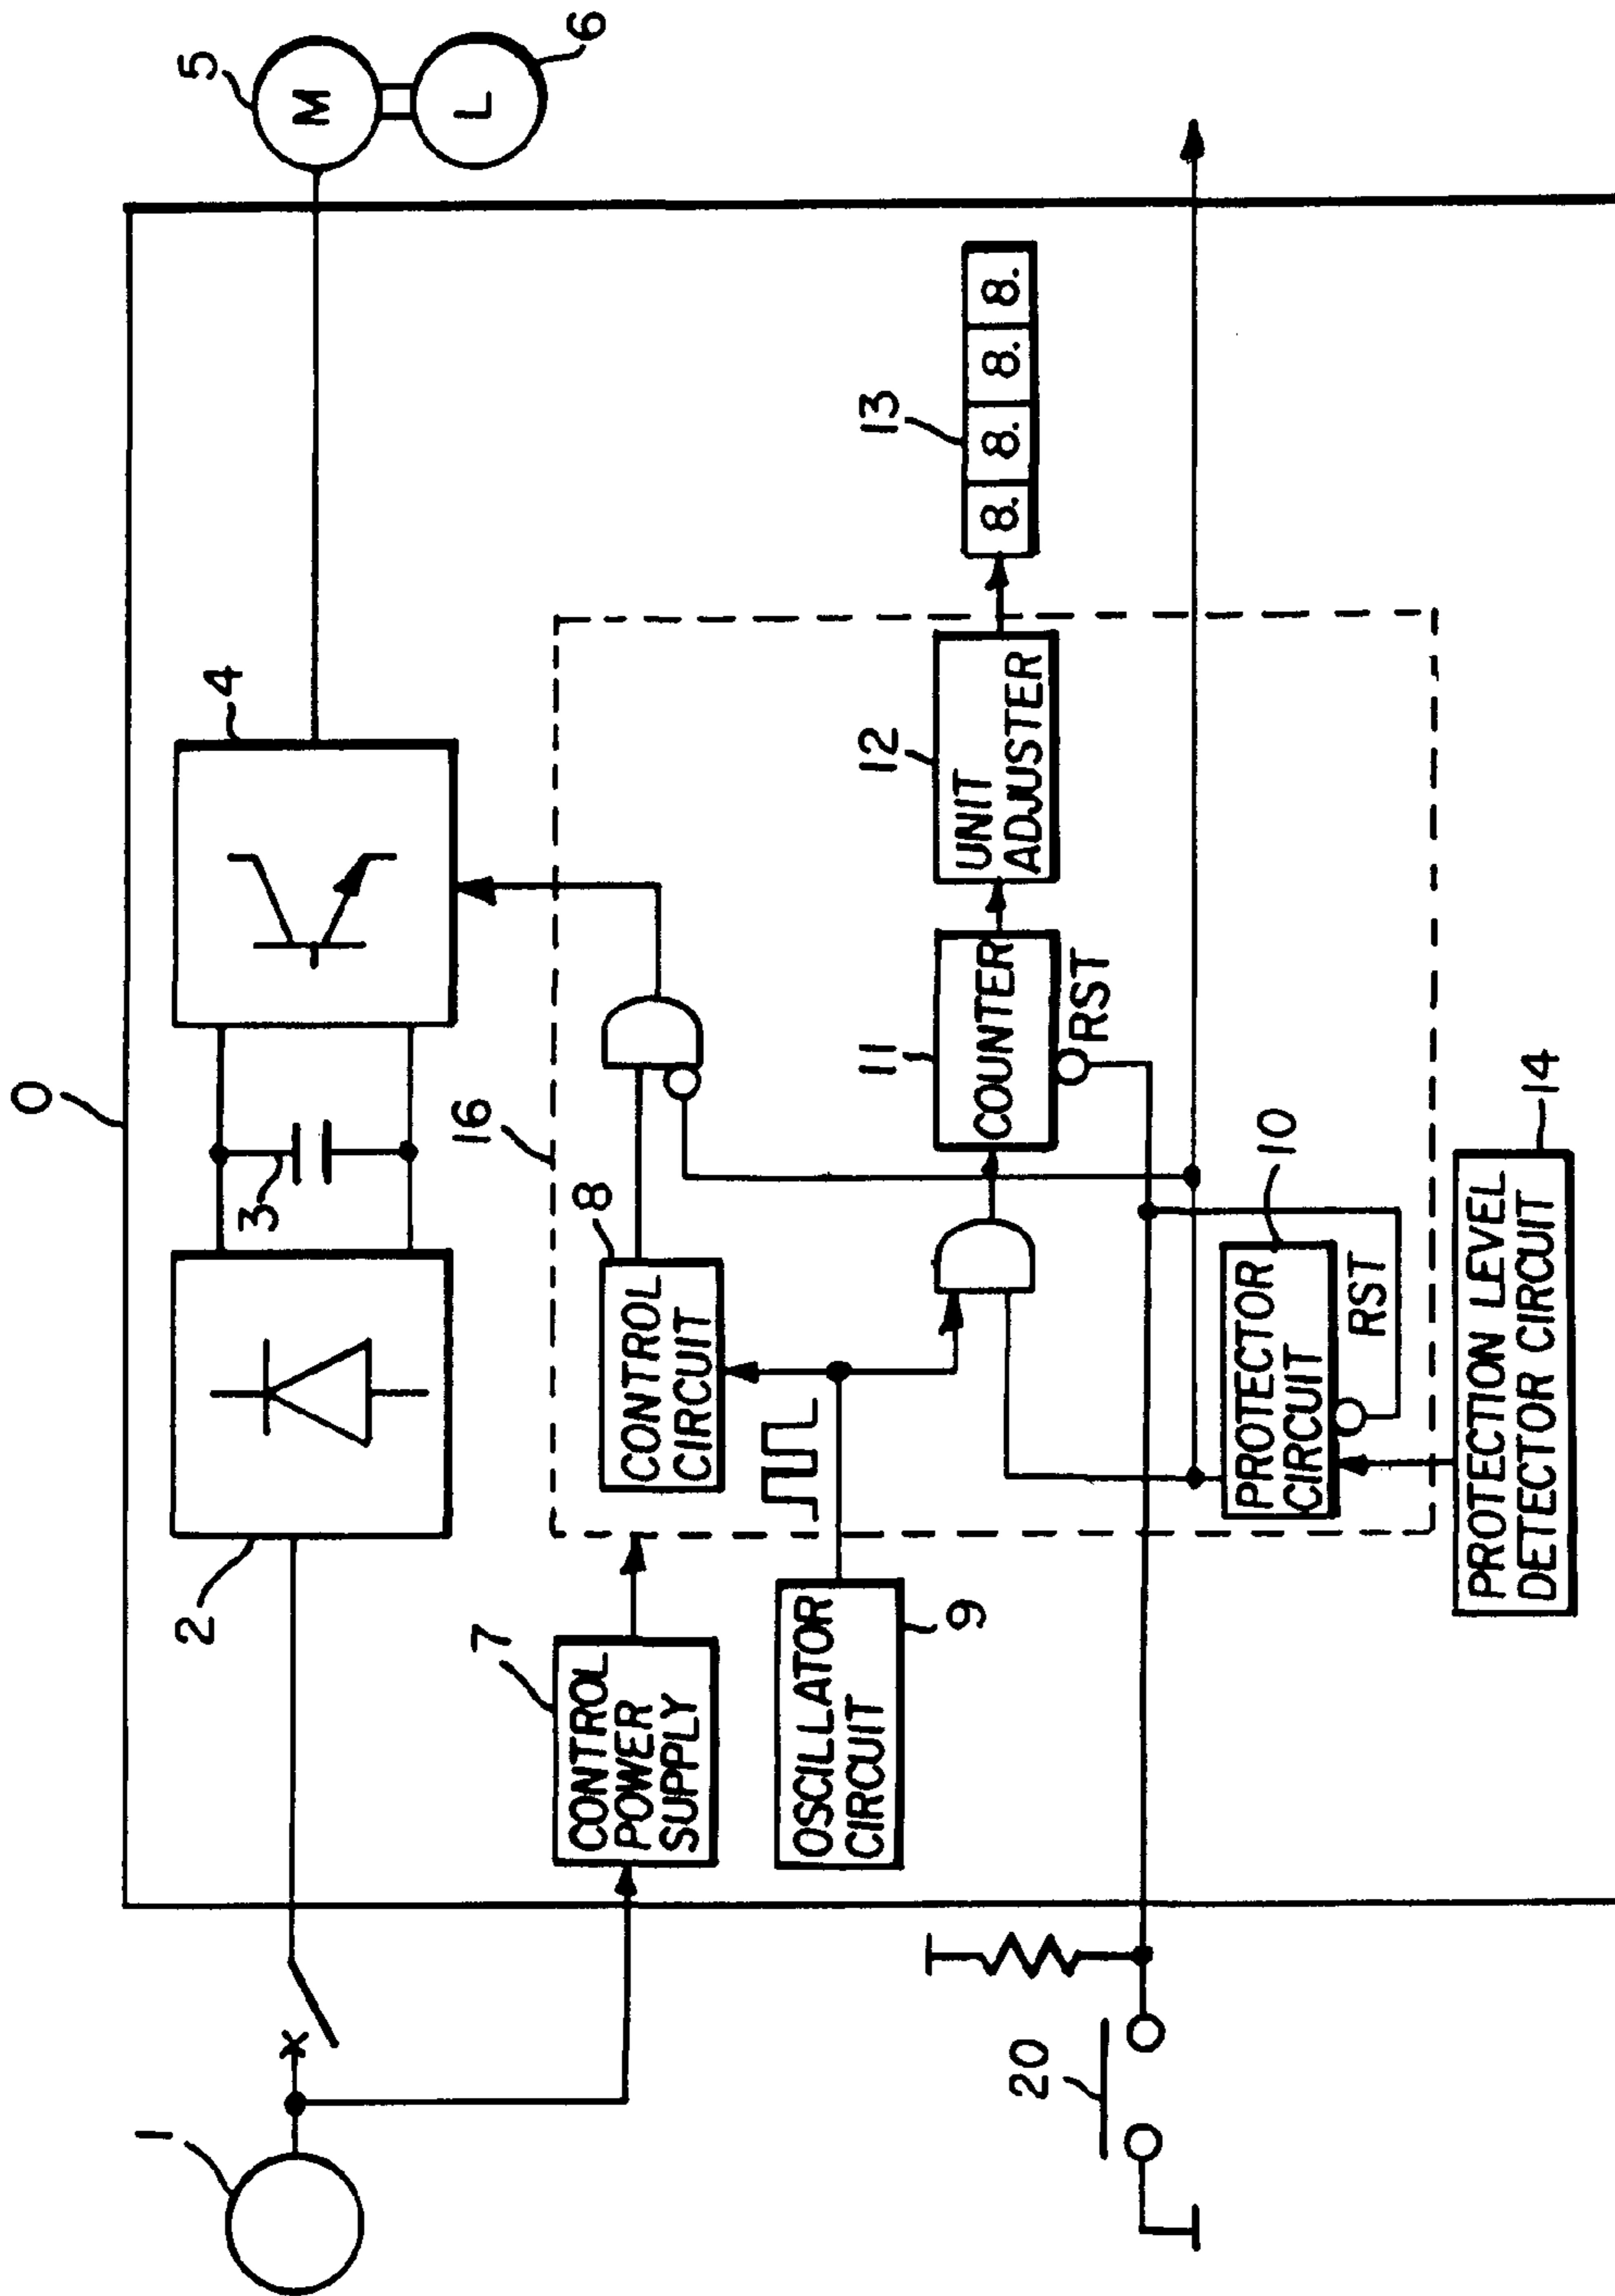 0
1
2
3
4
5
M
6
L
7
CONTROL
POWER
SUPPLY
16
8
CONTROL
CIRCUIT
OSCILLATOR
CIRCUIT
9
11
COUNTER
RST
12
UNIT
ADJUSTER
13
8. 8. 8. 8.
20
10
PROTECTOR
CIRCUIT
RST
14
PROTECTION LEVEL
DETECTOR CIRCUIT